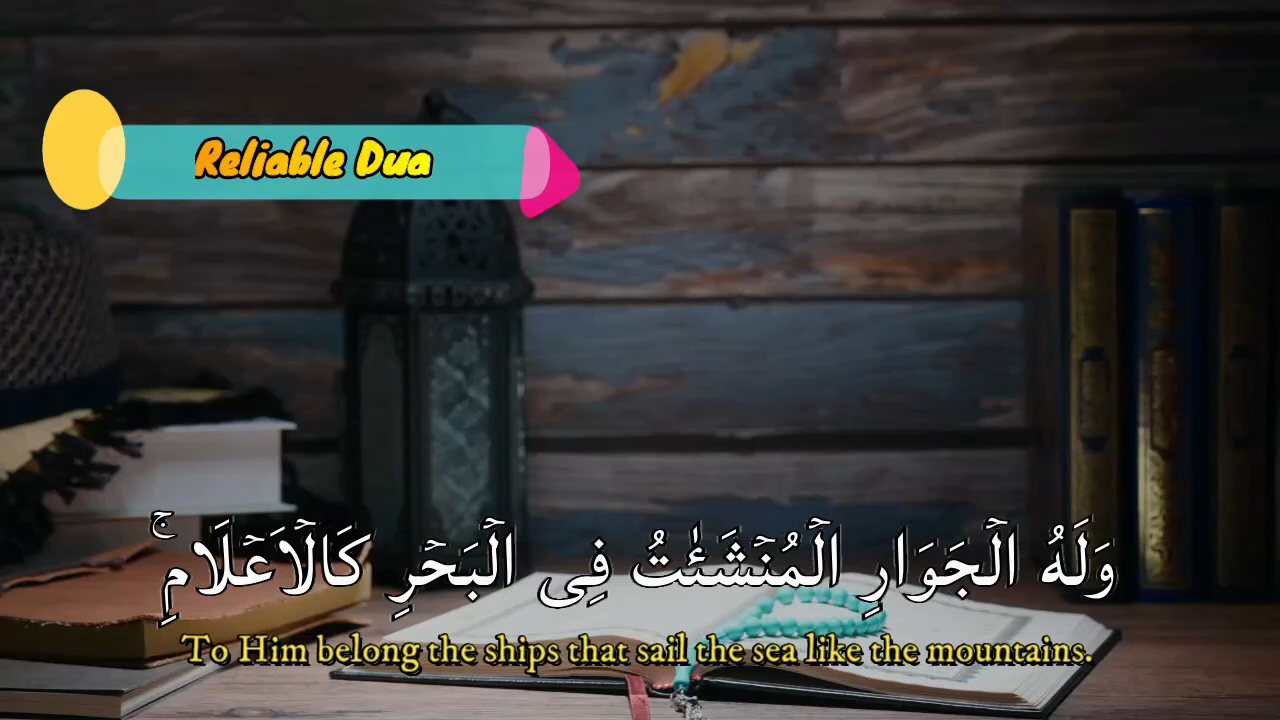 Reliable Dua
وَلَهُ الۡجَوَارِ الۡمُنۡشَـٰٔتُ فِى الۡبَحۡرِ كَالۡاَعۡلَامِ‌ۚ
To Him belong the ships that sail the sea like the mountains.